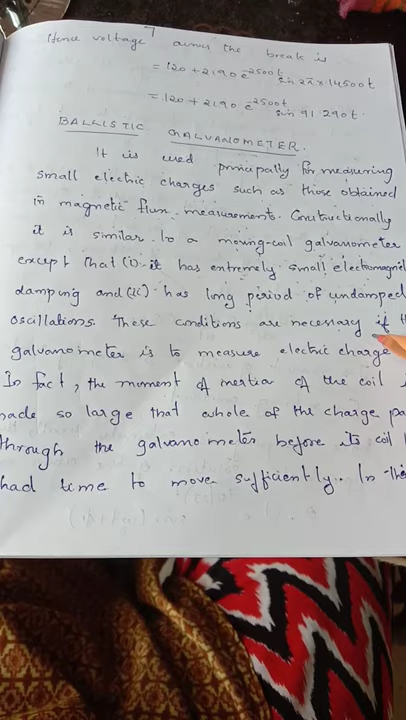 Hence voltage across the break is
= 120 + 2190 e^-2500t sin 2π × 14500t
= 120 + 2190 e^-2500t sin 91 290t.
BALLISTIC GALVANOMETER.
It is used principally for measuring
small electric charges such as those obtained
in magnetic flux measurement. Constructionally
it is similar to a moving-coil galvanometer
except that (i) it has extremely small electromagnet
damping and (ii) has long period of undamped
oscillations. These conditions are necessary if
galvanometer is to measure electric charge
In fact, the moment of inertia of the coil
made so large that whole of the charge pa
through the galvanometer before its coil
had time to move sufficiently. In